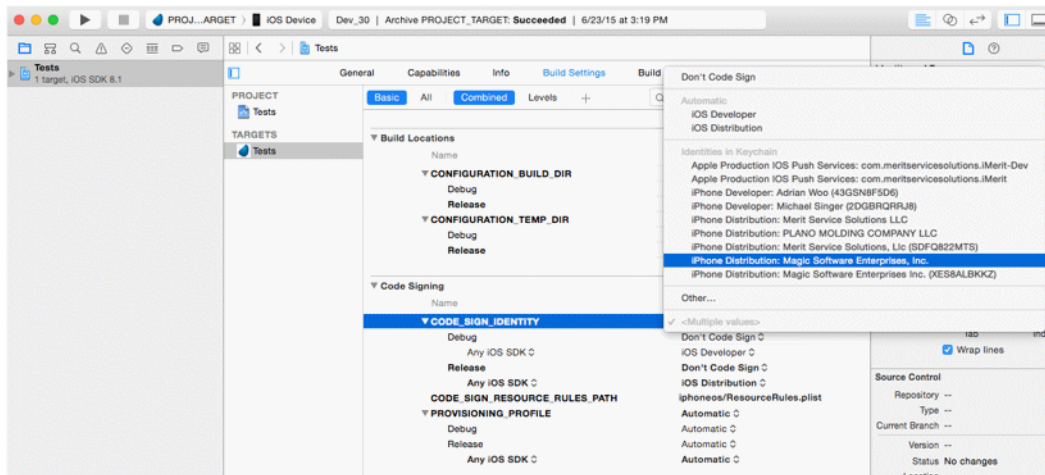 PROJ...ARGET iOS Device
Dev_30 | Archive PROJECT_TARGET: Succeeded | 6/23/15 at 3:19 PM
Tests
1 target, iOS SDK 8.1
Tests
General Capabilities Info Build Settings Build
PROJECT
Tests
TARGETS
Tests
Basic All Combined Levels +
Build Locations
Name
CONFIGURATION_BUILD_DIR
Debug
Release
CONFIGURATION_TEMP_DIR
Debug
Release
Code Signing
Name
CODE_SIGN_IDENTITY
Debug Don't Code Sign
Any iOS SDK iOS Developer
Release Don't Code Sign
Any iOS SDK iOS Distribution
CODE_SIGN_RESOURCE_RULES_PATH iphoneos/ResourceRules.plist
PROVISIONING_PROFILE Automatic
Debug Automatic
Release Automatic
Any iOS SDK Automatic
Don't Code Sign
Automatic
iOS Developer
iOS Distribution
Identities in Keychain
Apple Production IOS Push Services: com.meritservicesolutions.iMerit-Dev
Apple Production IOS Push Services: com.meritservicesolutions.iMerit
iPhone Developer: Adrian Woo (43GSN8F5D6)
iPhone Developer: Michael Singer (2DGBRQRRJ8)
iPhone Distribution: Merit Service Solutions LLC
iPhone Distribution: PLANO MOLDING COMPANY LLC
iPhone Distribution: Merit Service Solutions, Llc (SDFQ822MTS)
iPhone Distribution: Magic Software Enterprises, Inc.
iPhone Distribution: Magic Software Enterprises Inc. (XES8ALBKKZ)
Other...
<Multiple values>
Tab
Wrap lines
Source Control
Repository --
Type --
Current Branch --
Version --
Status No changes